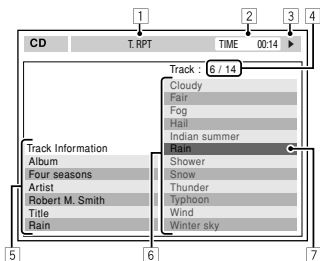 1 2 3 4
CD T. RPT TIME 00:14
Track : 6 / 14
Cloudy
Fair
Fog
Hail
Indian summer
Rain
Shower
Snow
Thunder
Typhoon
Wind
Winter sky
Track Information
Album
Four seasons
Artist
Robert M. Smith
Title
Rain
5 6 7